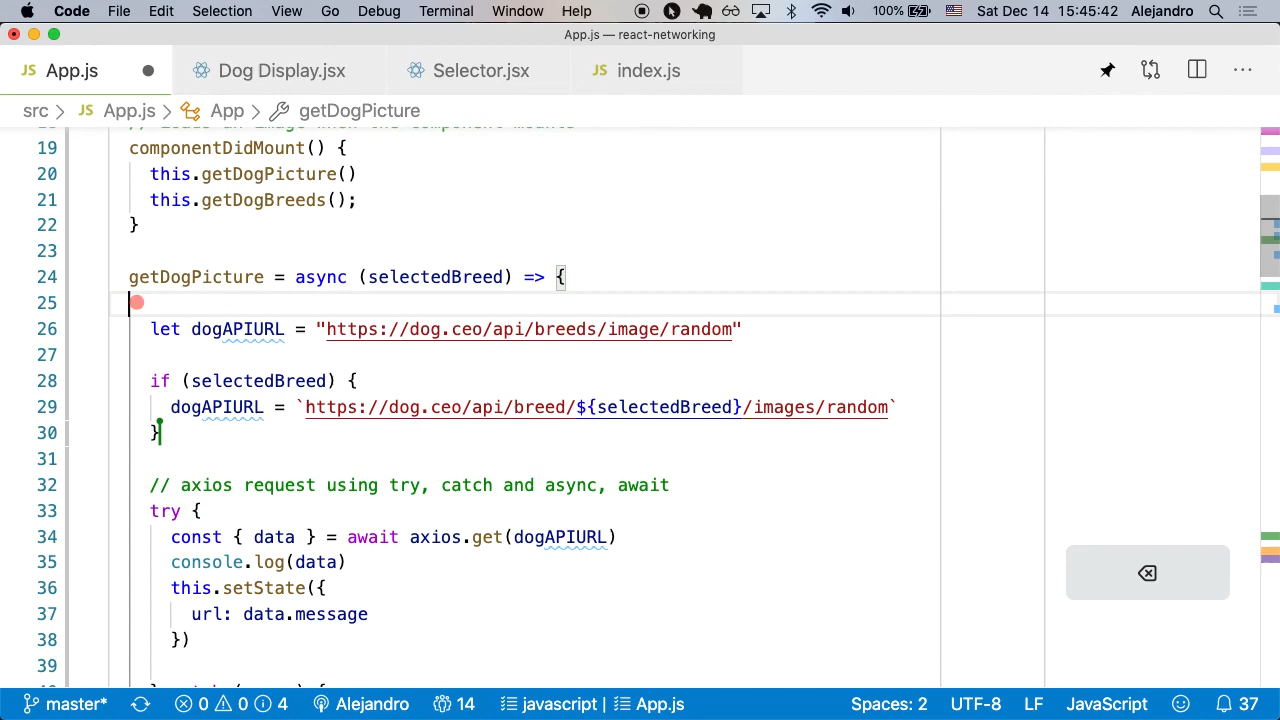 Code File Edit Selection View Go Debug Terminal Window Help 100% Sat Dec 14 15:45:42 Alejandro
App.js — react-networking
JS App.js Dog Display.jsx Selector.jsx JS index.js
src JS App.js App getDogPicture
19 componentDidMount() {
20 this.getDogPicture()
21 this.getDogBreeds();
22 }
23
24 getDogPicture = async (selectedBreed) => {
25
26 let dogAPIURL = "https://dog.ceo/api/breeds/image/random"
27
28 if (selectedBreed) {
29 dogAPIURL = `https://dog.ceo/api/breed/${selectedBreed}/images/random`
30 }
31
32 // axios request using try, catch and async, await
33 try {
34 const { data } = await axios.get(dogAPIURL)
35 console.log(data)
36 this.setState({
37 url: data.message
38 })
39
master* 0 0 4 Alejandro 14 javascript | App.js Spaces: 2 UTF-8 LF JavaScript 37